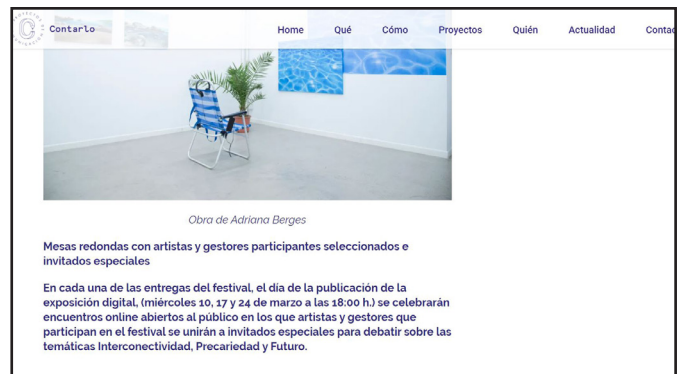 Contarlo
Home Qué Cómo Proyectos Quién Actualidad
Obra de Adriana Berges
Mesas redondas con artistas y gestores participantes seleccionados e
invitados especiales
En cada una de las entregas del festival, el día de la publicación de la
exposición digital, (miércoles 10, 17 y 24 de marzo a las 18:00 h.) se celebrarán
encuentros online abiertos al público en los que artistas y gestores que
participan en el festival se unirán a invitados especiales para debatir sobre las
temáticas Interconectividad, Precariedad y Futuro.